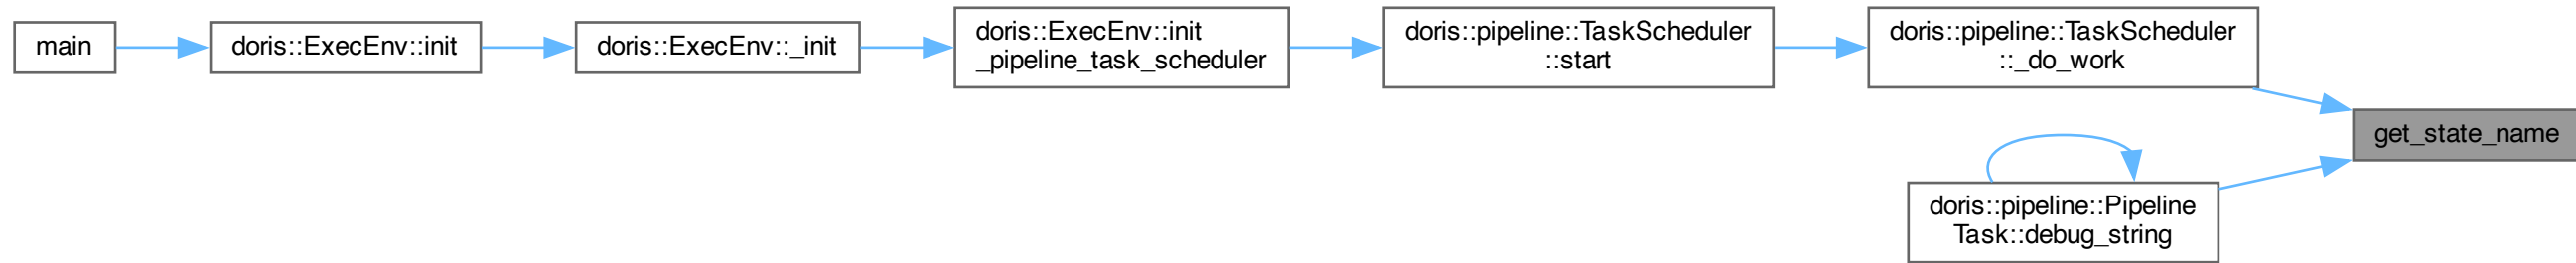 main
doris::ExecEnv::init
doris::ExecEnv::_init
doris::ExecEnv::init
_pipeline_task_scheduler
doris::pipeline::TaskScheduler
::start
doris::pipeline::TaskScheduler
::_do_work
get_state_name
doris::pipeline::Pipeline
Task::debug_string